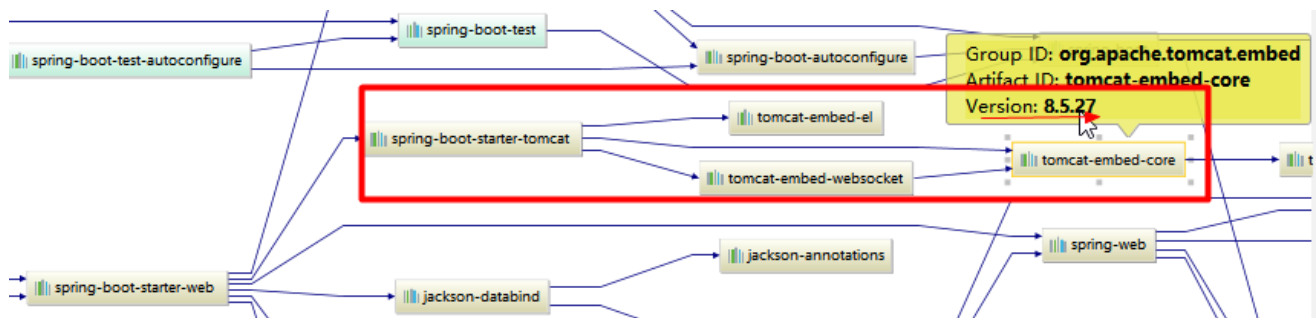 spring-boot-test
spring-boot-test-autoconfigure
spring-boot-autoconfigure
Group ID: org.apache.tomcat.embed
Artifact ID: tomcat-embed-core
Version: 8.5.27
tomcat-embed-el
spring-boot-starter-tomcat
tomcat-embed-core
t
tomcat-embed-websocket
spring-web
jackson-annotations
spring-boot-starter-web
jackson-databind